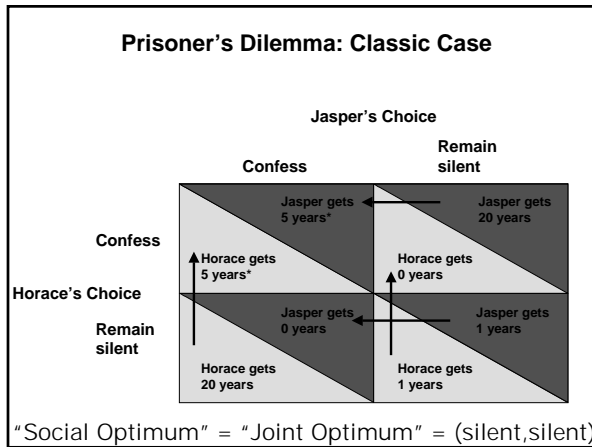 Prisoner's Dilemma: Classic Case
Jasper's Choice
Confess
Remain
silent
Confess
Jasper gets
5 years*
Horace gets
5 years*
Jasper gets
20 years
Horace gets
0 years
Horace's Choice
Remain
silent
Jasper gets
0 years
Horace gets
20 years
Jasper gets
1 years
Horace gets
1 years
"Social Optimum" = "Joint Optimum" = (silent,silent)